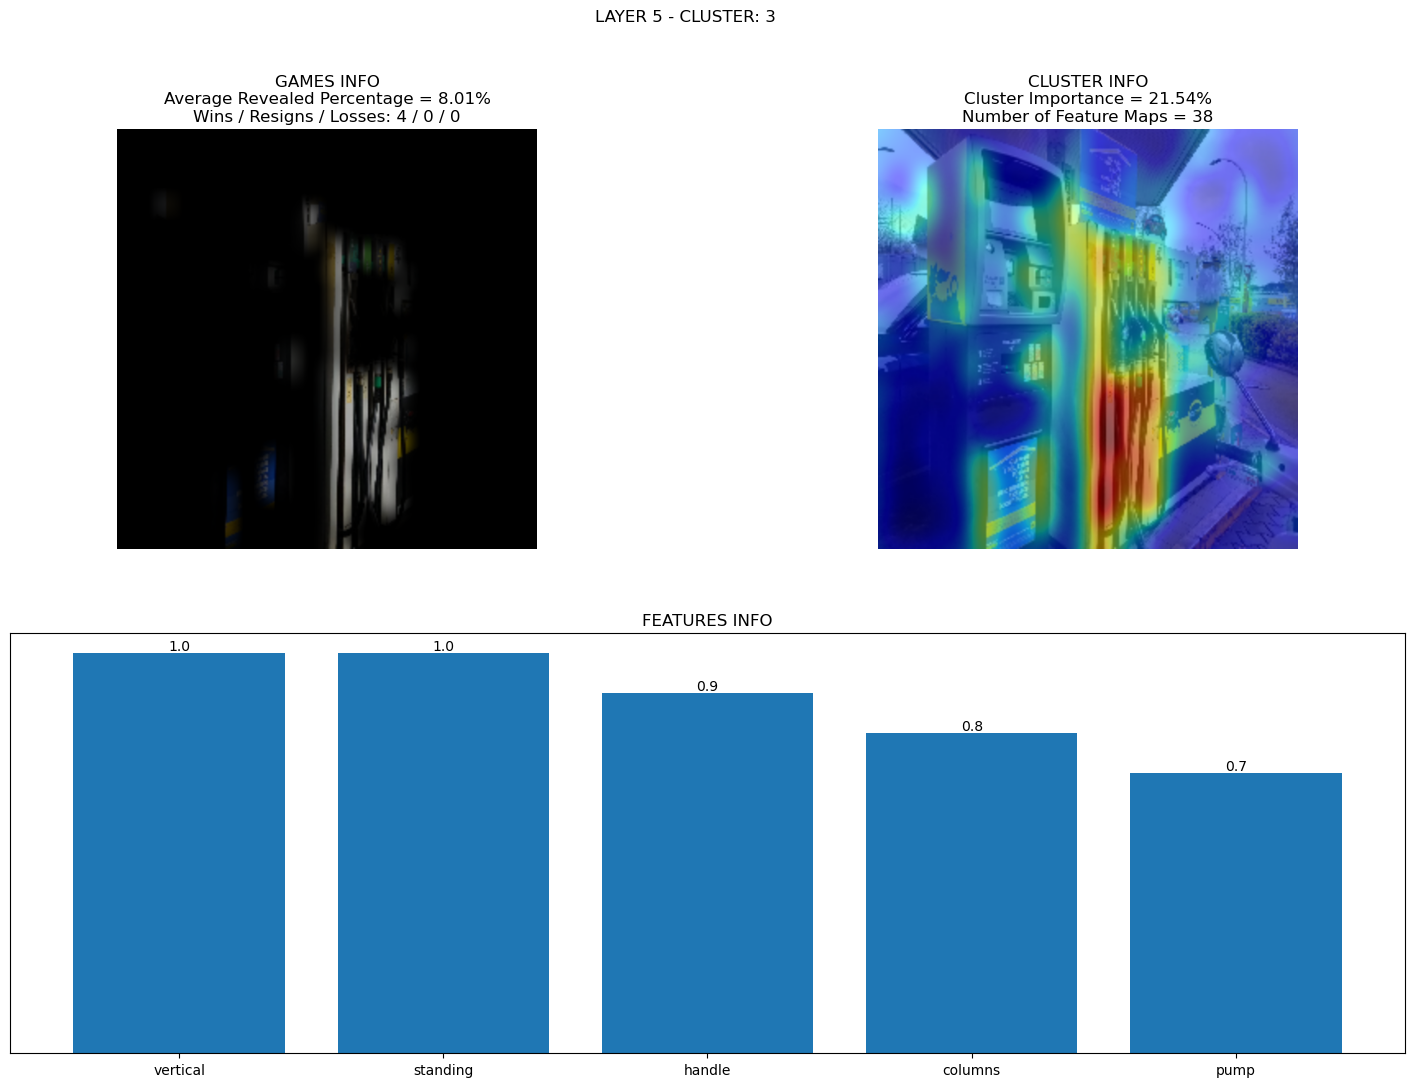 LAYER 5 - CLUSTER: 3
GAMES INFO
Average Revealed Percentage = 8.01%
Wins / Resigns / Losses: 4 / 0 / 0
CLUSTER INFO
Cluster Importance = 21.54%
Number of Feature Maps = 38
FEATURES INFO
1.0
1.0
0.9
0.8
0.7
vertical
standing
handle
columns
pump